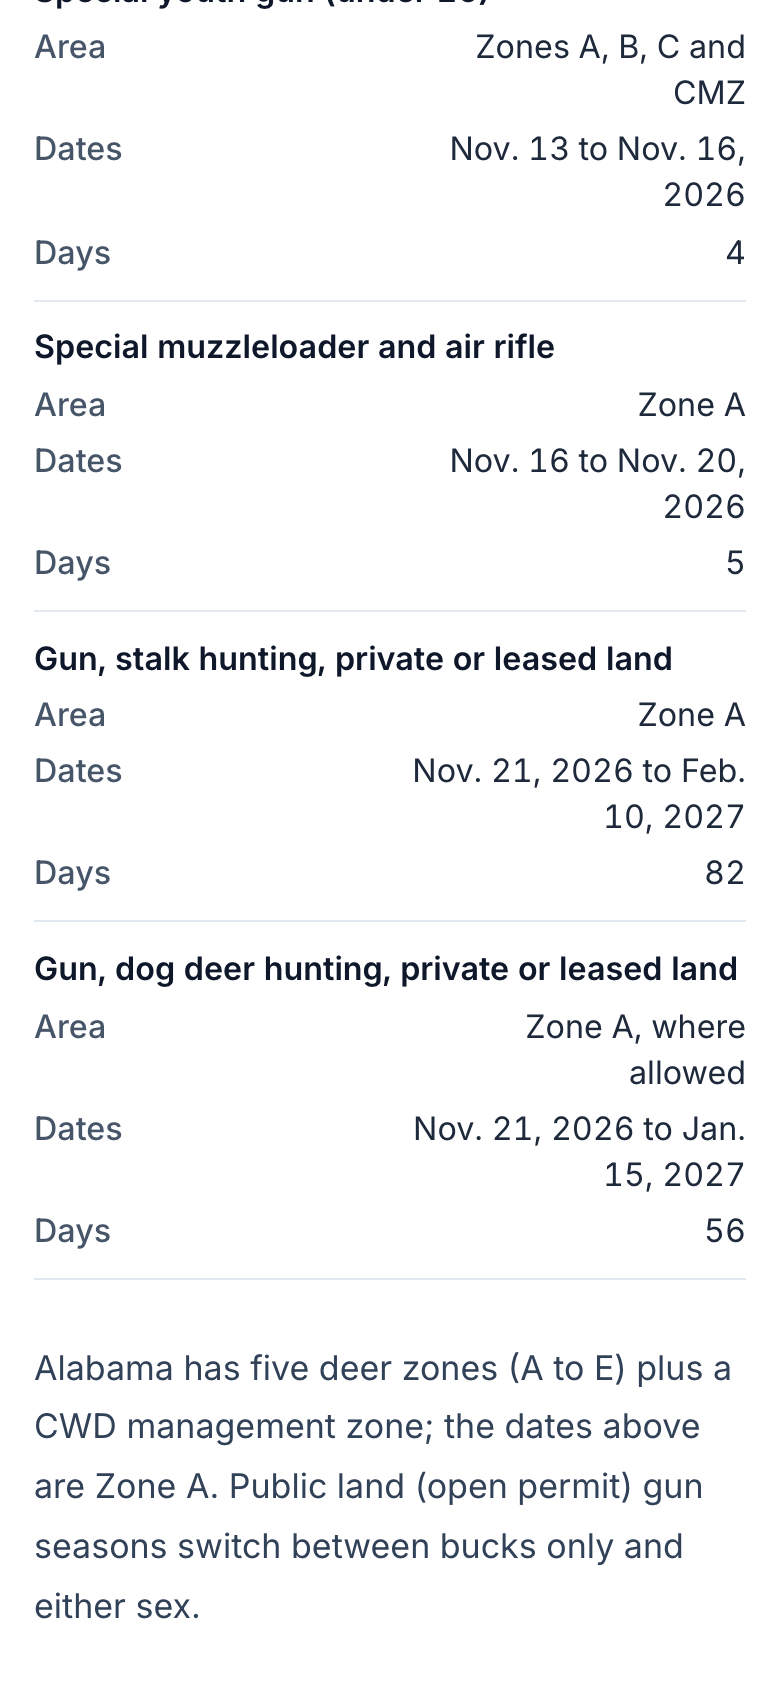 Area
Zones A, B, C and
CMZ
Dates
Nov. 13 to Nov. 16,
2026
Days
4
Special muzzleloader and air rifle
Area
Zone A
Dates
Nov. 16 to Nov. 20,
2026
Days
5
Gun, stalk hunting, private or leased land
Area
Zone A
Dates
Nov. 21, 2026 to Feb.
10, 2027
Days
82
Gun, dog deer hunting, private or leased land
Area
Zone A, where
allowed
Dates
Nov. 21, 2026 to Jan.
15, 2027
Days
56
Alabama has five deer zones (A to E) plus a
CWD management zone; the dates above
are Zone A. Public land (open permit) gun
seasons switch between bucks only and
either sex.